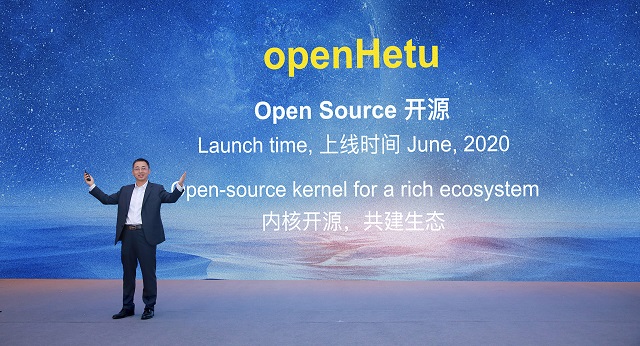 openHetu
Open Source 开源
Launch time, 上线时间 June, 2020
pen-source kernel for a rich ecosystem
内核开源，共建生态